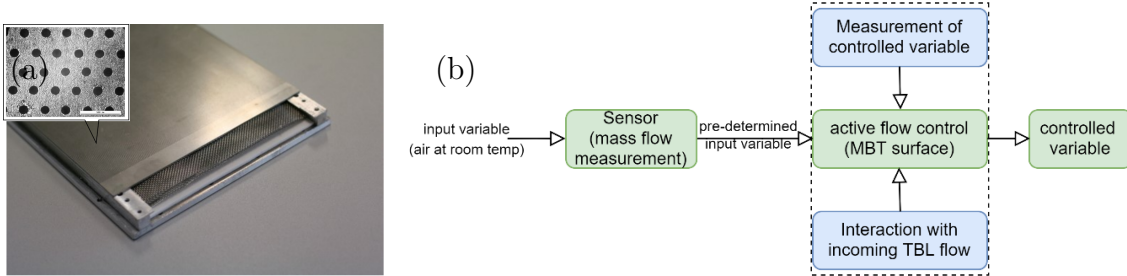 (a)
(b)
input variable
(air at room temp)
Sensor
(mass flow
measurement)
pre-determined
input variable
Measurement of
controlled variable
active flow control
(MBT surface)
Interaction with
incoming TBL flow
controlled
variable